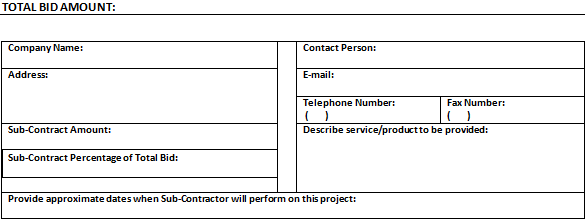 TOTAL BID AMOUNT:
Company Name:
Contact Person:
Address:
E-mail:
Telephone Number:
( )
Fax Number:
( )
Sub-Contract Amount:
Describe service/product to be provided:
Sub-Contract Percentage of Total Bid:
Provide approximate dates when Sub-Contractor will perform on this project: